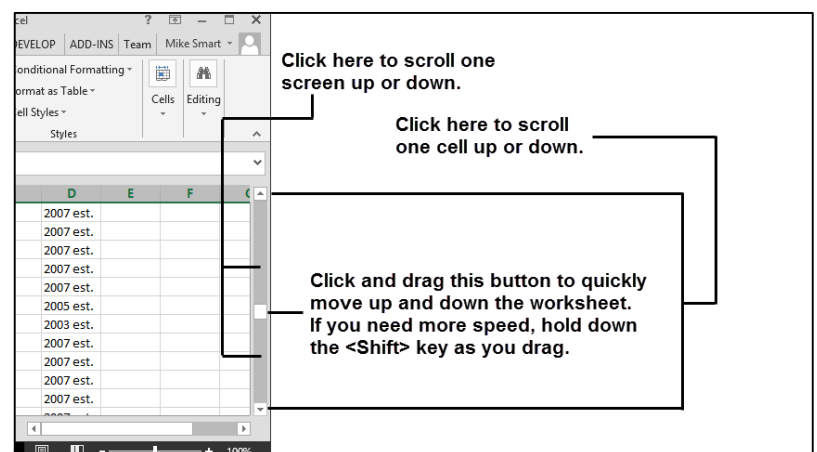 cel ? X
DEVELOP ADD-INS Team Mike Smart
Conditional Formatting
Format as Table
Cell Styles
Cells Editing
Styles
Click here to scroll one
screen up or down.
Click here to scroll
one cell up or down.
D E F
2007 est.
2007 est.
2007 est.
2007 est.
2007 est.
2005 est.
2003 est.
2007 est.
2007 est.
2007 est.
2007 est.
Click and drag this button to quickly
move up and down the worksheet.
If you need more speed, hold down
the <Shift> key as you drag.
100%